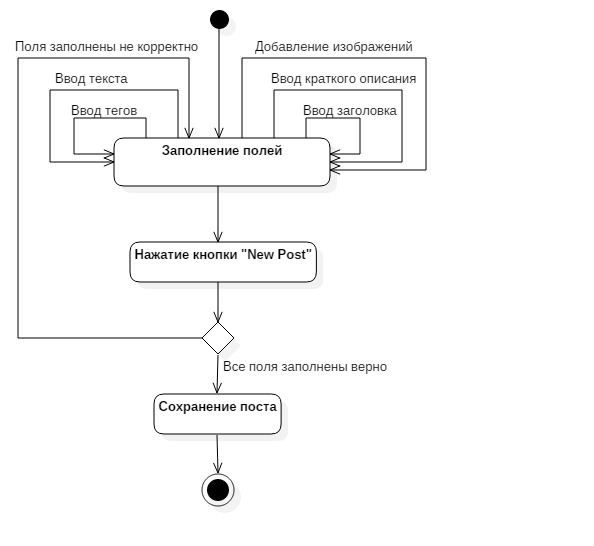 Поля заполнены не корректно
Добавление изображений
Ввод текста
Ввод краткого описания
Ввод тегов
Ввод заголовка
Заполнение полей
Нажатие кнопки "New Post"
Все поля заполнены верно
Сохранение поста